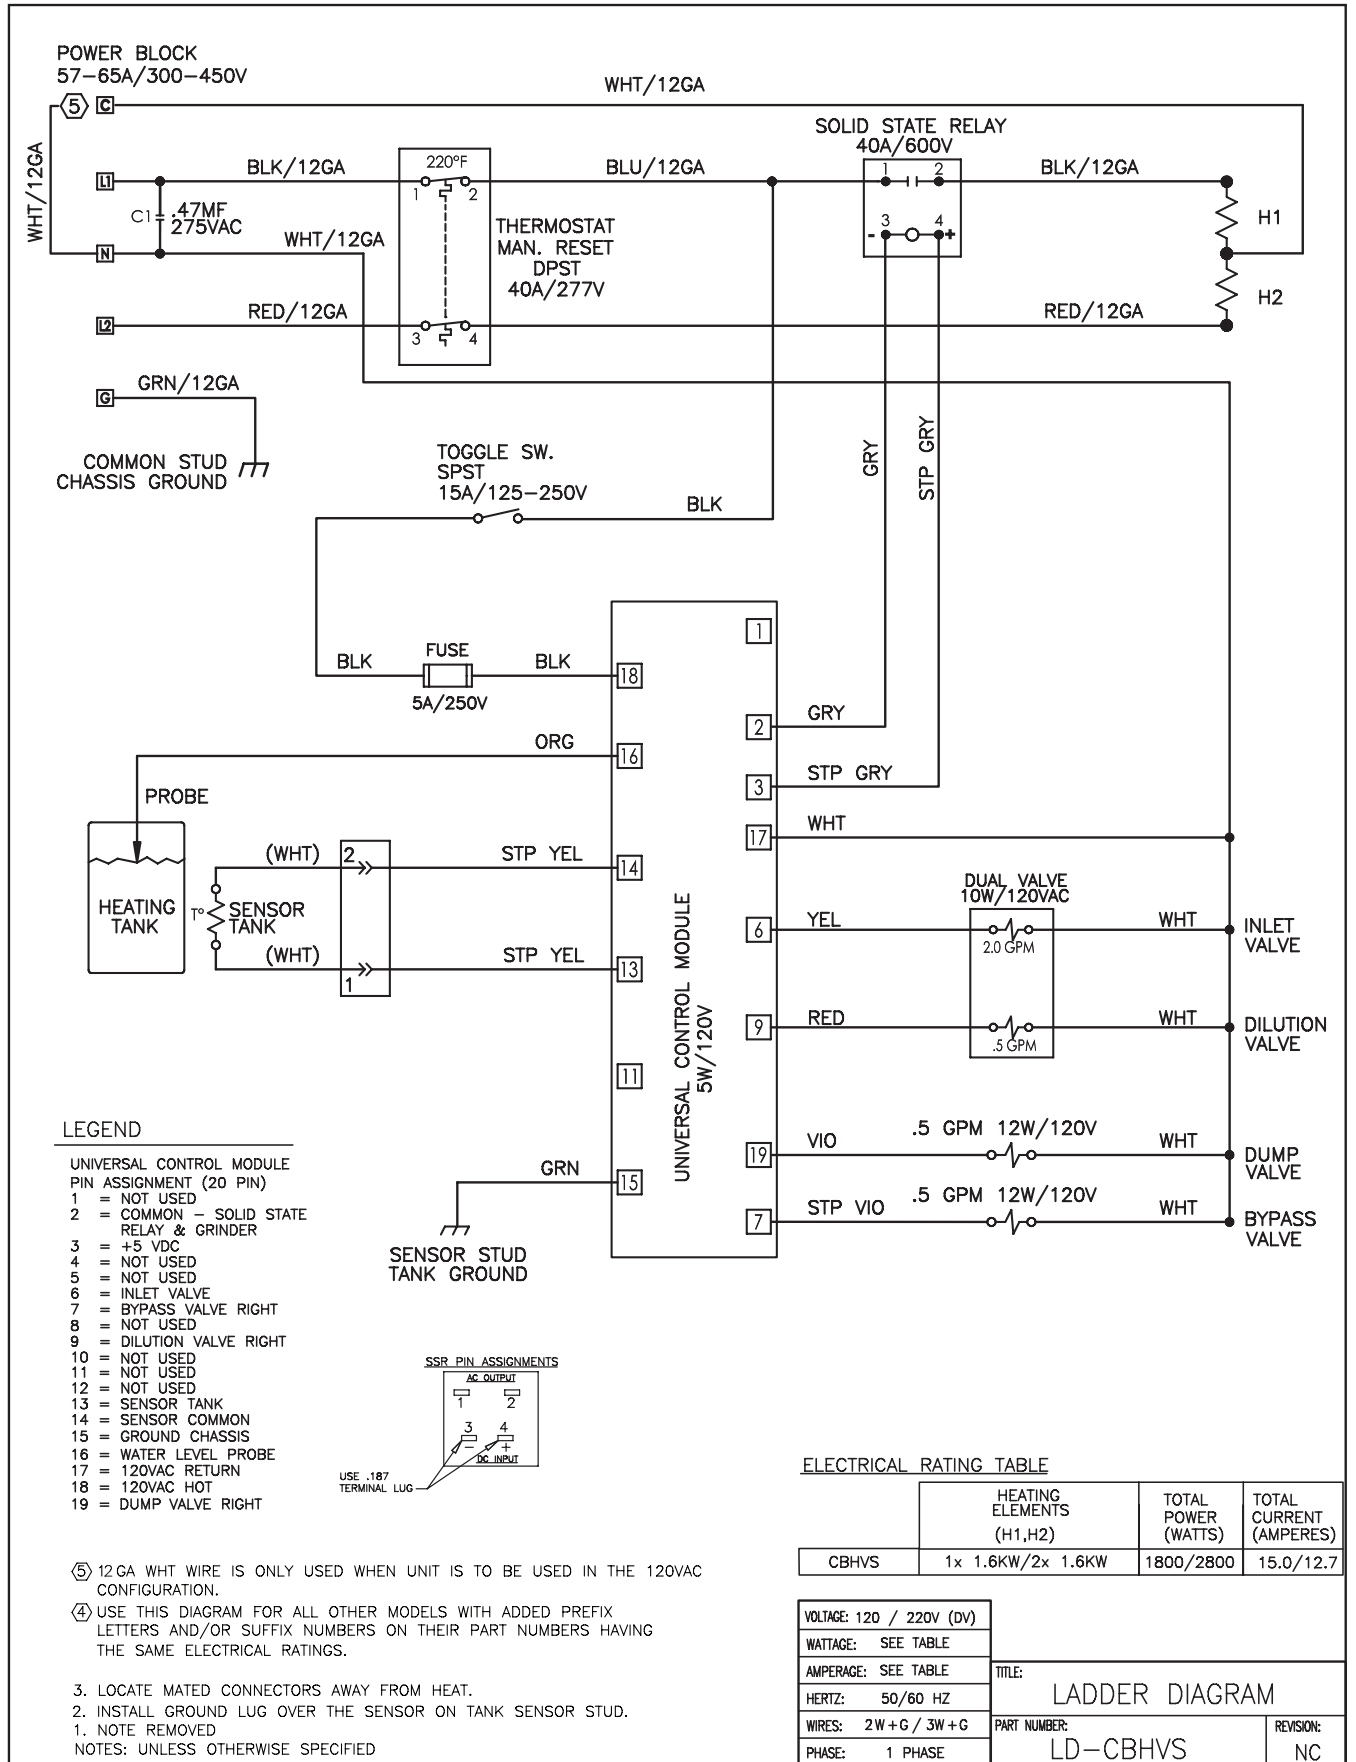 POWER BLOCK
57-65A/300-450V
5
C
WHT/12GA
WHT/12GA
SOLID STATE RELAY
40A/600V
L1
BLK/12GA
220°F
1
2
BLU/12GA
1
2
BLK/12GA
C1
.47MF
275VAC
3
4
-
+
H1
N
WHT/12GA
THERMOSTAT
MAN. RESET
DPST
40A/277V
H2
L2
RED/12GA
3
4
RED/12GA
G
GRN/12GA
COMMON STUD
CHASSIS GROUND
TOGGLE SW.
SPST
15A/125-250V
BLK
GRY
STP GRY
BLK
FUSE
5A/250V
BLK
18
1
2
GRY
ORG
16
3
STP GRY
PROBE
17
WHT
HEATING
TANK
T°
SENSOR
TANK
(WHT)
2
STP YEL
14
(WHT)
1
STP YEL
13
UNIVERSAL CONTROL MODULE
5W/120V
DUAL VALVE
10W/120VAC
6
YEL
2.0 GPM
WHT
INLET
VALVE
9
RED
.5 GPM
WHT
DILUTION
VALVE
11
19
VIO
.5 GPM 12W/120V
WHT
DUMP
VALVE
GRN
15
7
STP VIO
.5 GPM 12W/120V
WHT
BYPASS
VALVE
SENSOR STUD
TANK GROUND
LEGEND
UNIVERSAL CONTROL MODULE
PIN ASSIGNMENT (20 PIN)
1 = NOT USED
2 = COMMON - SOLID STATE
RELAY & GRINDER
3 = +5 VDC
4 = NOT USED
5 = NOT USED
6 = INLET VALVE
7 = BYPASS VALVE RIGHT
8 = NOT USED
9 = DILUTION VALVE RIGHT
10 = NOT USED
11 = NOT USED
12 = NOT USED
13 = SENSOR TANK
14 = SENSOR COMMON
15 = GROUND CHASSIS
16 = WATER LEVEL PROBE
17 = 120VAC RETURN
18 = 120VAC HOT
19 = DUMP VALVE RIGHT
SSR PIN ASSIGNMENTS
AC OUTPUT
1
2
3
4
-
+
DC INPUT
USE .187
TERMINAL LUG
5 12 GA WHT WIRE IS ONLY USED WHEN UNIT IS TO BE USED IN THE 120VAC
CONFIGURATION.
4 USE THIS DIAGRAM FOR ALL OTHER MODELS WITH ADDED PREFIX
LETTERS AND/OR SUFFIX NUMBERS ON THEIR PART NUMBERS HAVING
THE SAME ELECTRICAL RATINGS.
3. LOCATE MATED CONNECTORS AWAY FROM HEAT.
2. INSTALL GROUND LUG OVER THE SENSOR ON TANK SENSOR STUD.
1. NOTE REMOVED
NOTES: UNLESS OTHERWISE SPECIFIED
ELECTRICAL RATING TABLE
HEATING
ELEMENTS
(H1,H2)
TOTAL
POWER
(WATTS)
TOTAL
CURRENT
(AMPERES)
CBHVS
1x 1.6KW/2x 1.6KW
1800/2800
15.0/12.7
VOLTAGE: 120 / 220V (DV)
WATTAGE: SEE TABLE
AMPERAGE: SEE TABLE
HERTZ: 50/60 HZ
WIRES: 2W+G / 3W+G
PHASE: 1 PHASE
TITLE:
LADDER DIAGRAM
PART NUMBER:
LD-CBHVS
REVISION:
NC